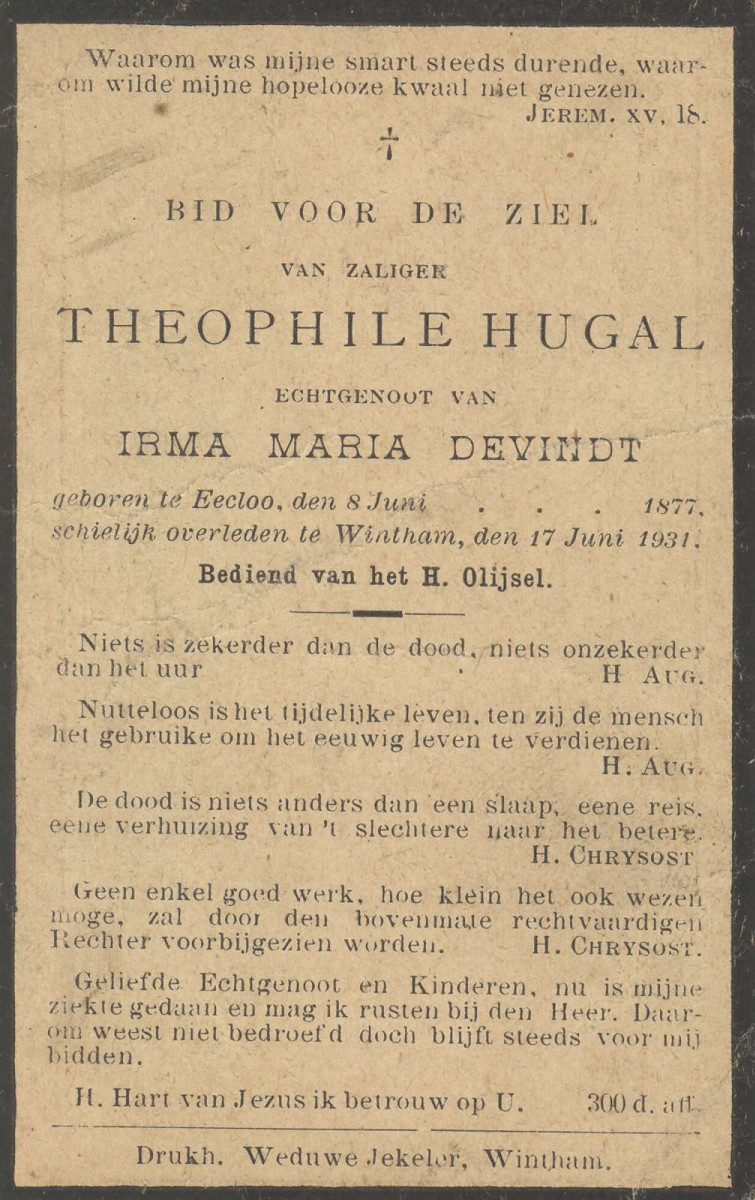 Waarom was mijne smart steeds durende, waar-
om wilde mijne hopelooze kwaal niet genezen.
JEREM. XV, 18.
BID VOOR DE ZIEL
VAN ZALIGER
THEOPHILE HUGAL
ECHTGENOOT VAN
IRMA MARIA DEVINDT
geboren te Eecloo, den 8 Juni . . . 1877,
schielijk overleden te Wintham, den 17 Juni 1931.
Bediend van het H. Olijsel.
Niets is zekerder dan de dood, niets onzekerder
dan het uur H AUG.
Nutteloos is het tijdelijke leven, ten zij de mensch
het gebruike om het eeuwig leven te verdienen.
H. AUG.
De dood is niets anders dan een slaap, eene reis,
eene verhuizing van 't slechtere naar het betere.
H. CHRYSOST
Geen enkel goed werk, hoe klein het ook wezen
moge, zal door den bovenmate rechtvaardigen
Rechter voorbijgezien worden. H. CHRYSOST.
Geliefde Echtgenoot en Kinderen, nu is mijne
ziekte gedaan en mag ik rusten bij den Heer. Daar-
om weest niet bedroefd doch blijft steeds voor mij
bidden.
H. Hart van Jezus ik betrouw op U. 300 d. afl.
Drukh. Weduwe Jekeler, Wintham.